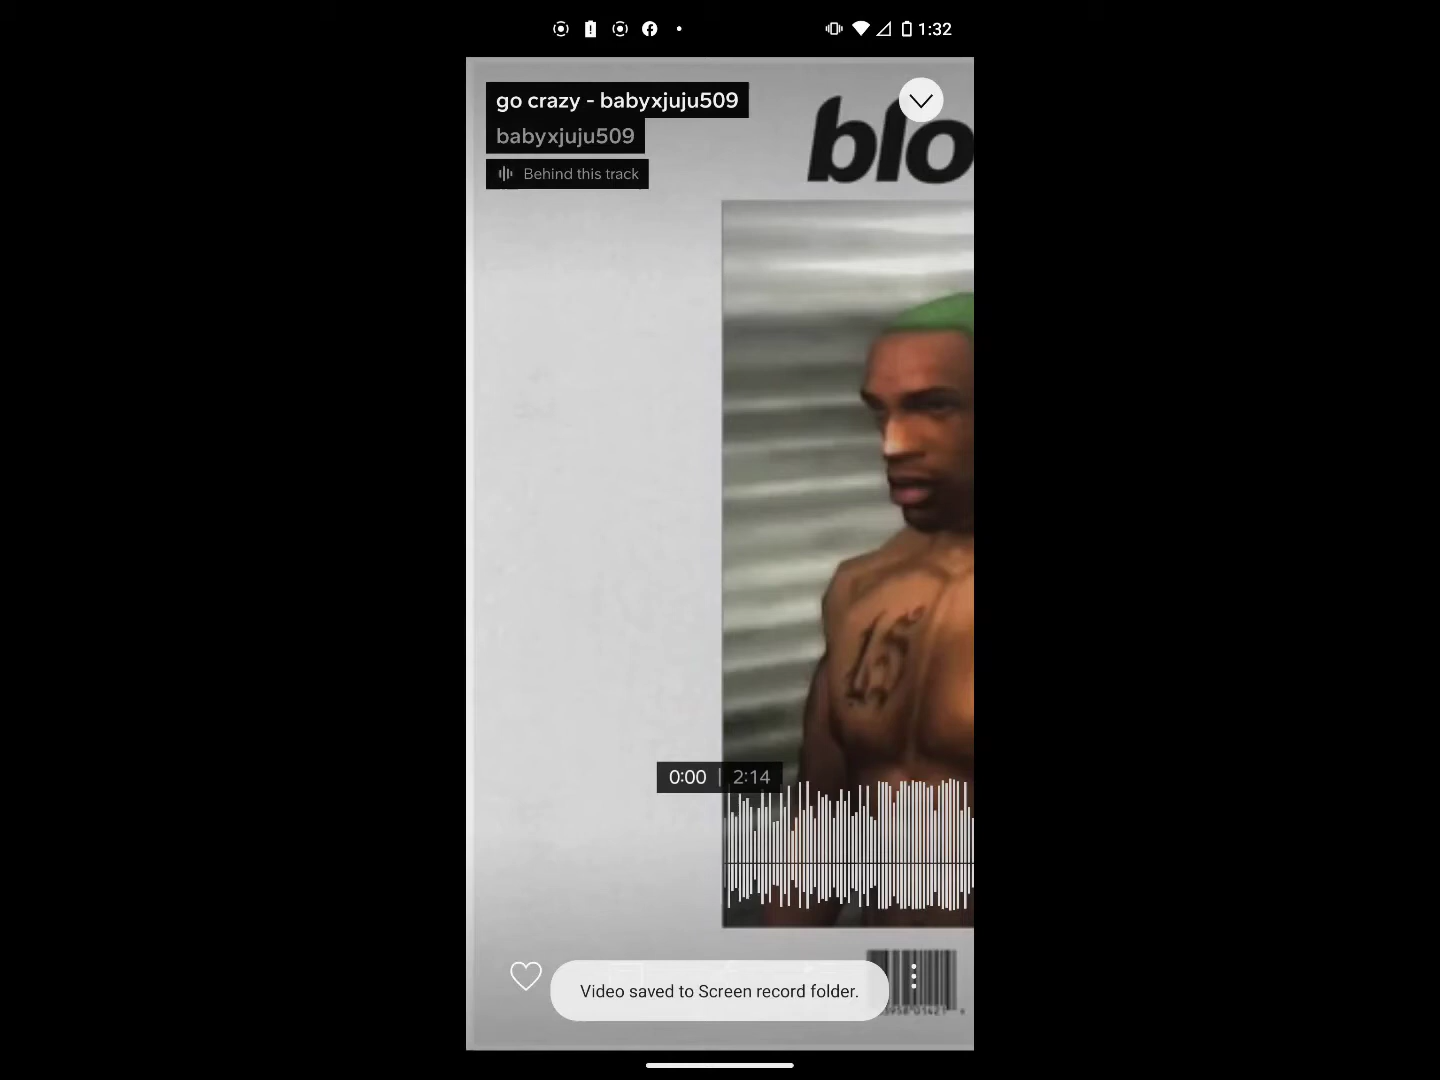 1:32
go crazy - babyxjuju509
babyxjuju509
Behind this track
blo
0:00 | 2:14
Video saved to Screen record folder.